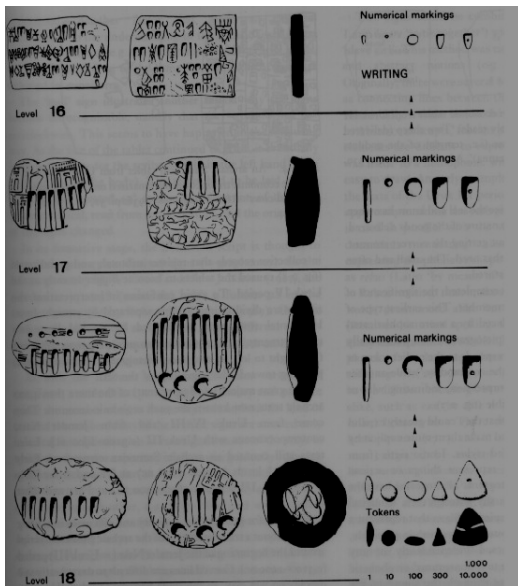 Numerical markings
WRITING
Level 16
Numerical markings
Level 17
Numerical markings
Tokens
1.000
1 10 100 300 10.000
Level 18